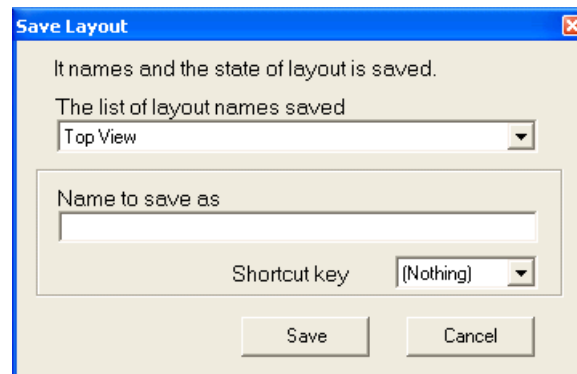 Save Layout
It names and the state of layout is saved.
The list of layout names saved
Top View
Name to save as
Shortcut key (Nothing)
Save Cancel